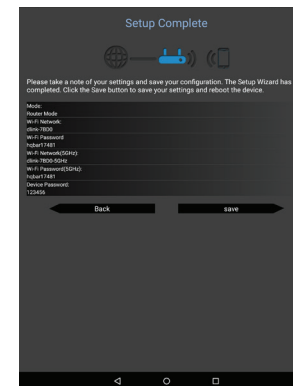 Setup Complete
Please take a note of your settings and save your configuration. The Setup Wizard has
completed. Click the Save button to save your settings and reboot the device.
Mode:
Router Mode
Wi-Fi Network:
dlink-7BD0
Wi-Fi Password
hqbar17481
Wi-Fi Network(5GHz):
dlink-7BD0-5GHz
Wi-Fi Password(5GHz):
hqbar17481
Device Password:
123456
Back
save